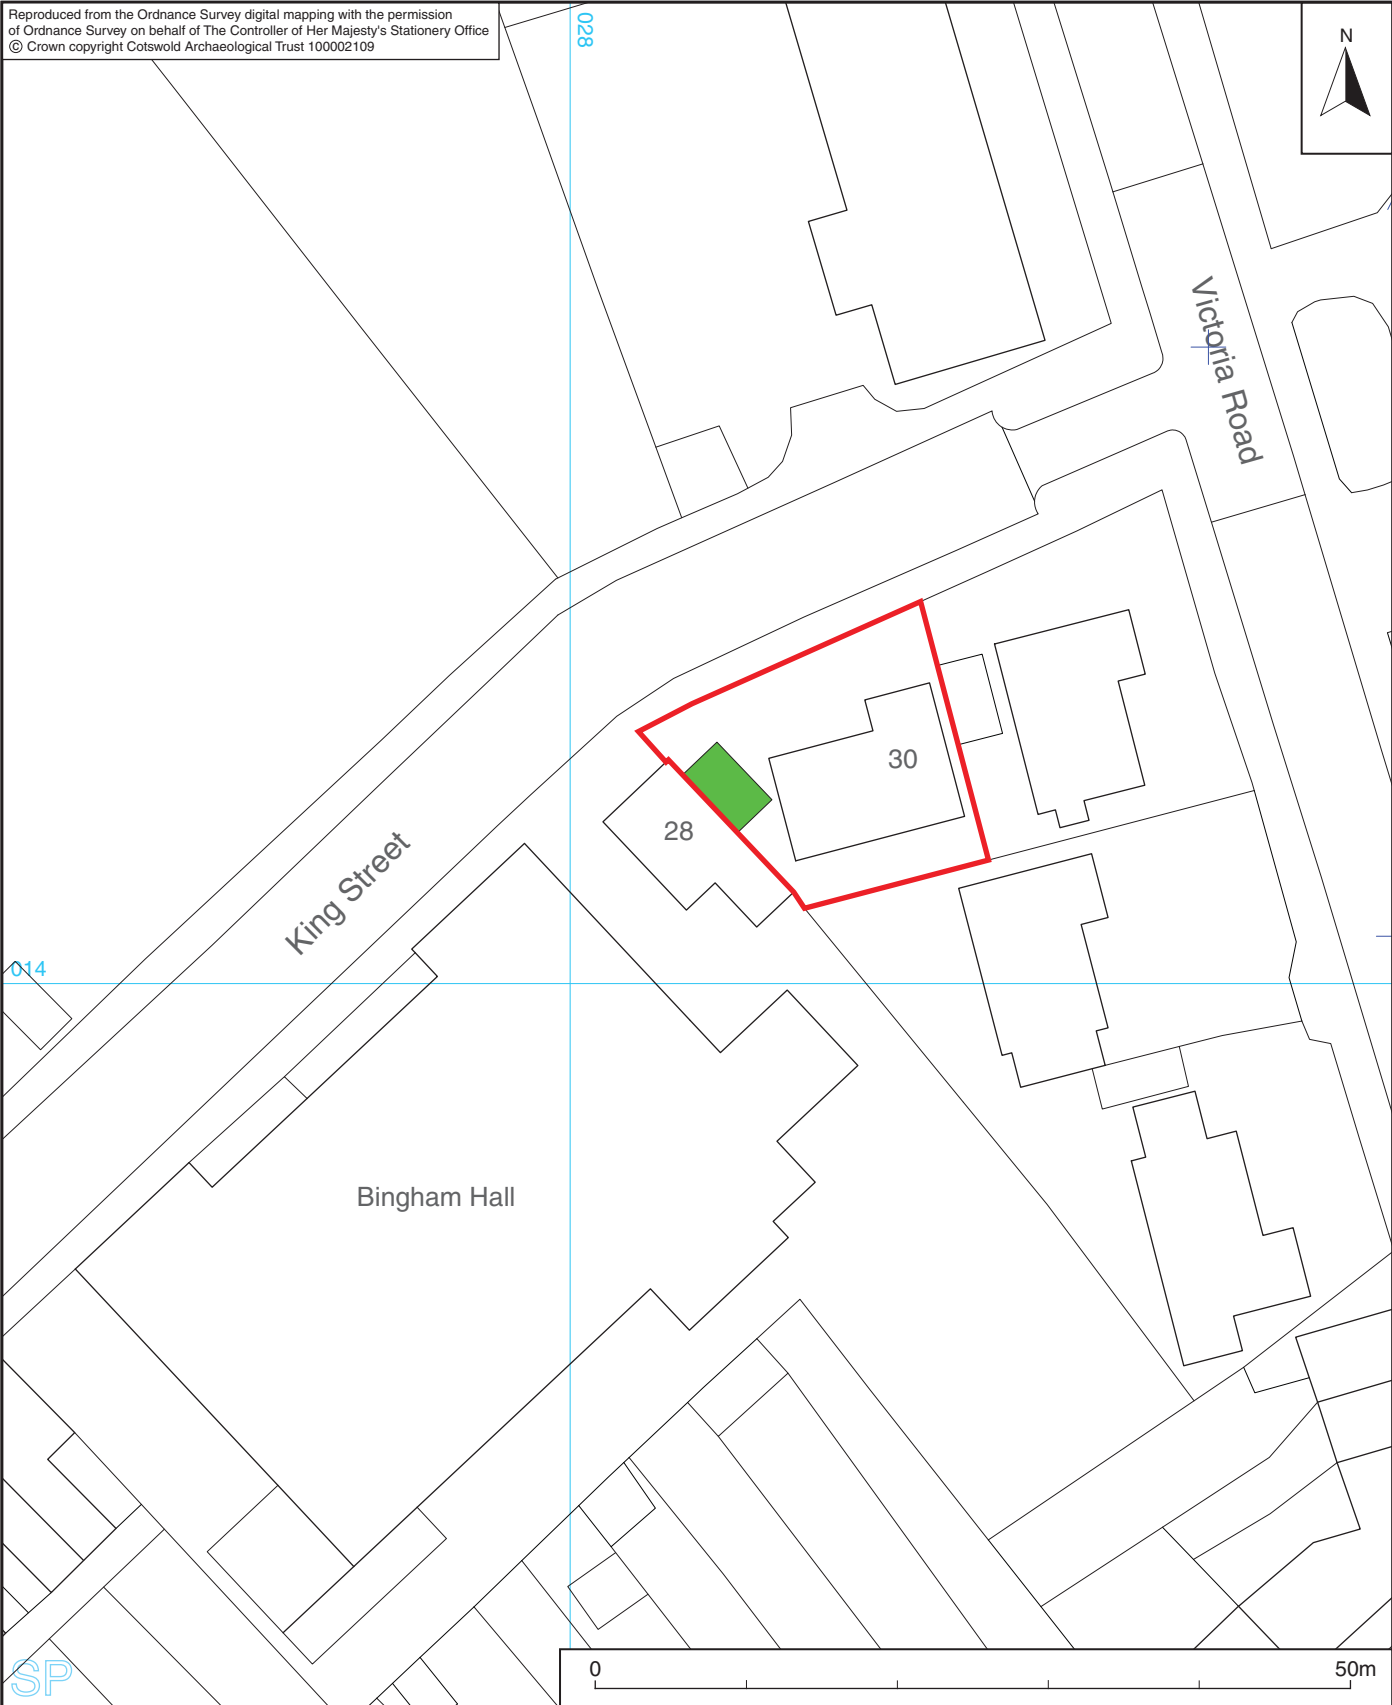 Reproduced from the Ordnance Survey digital mapping with the permission
of Ordnance Survey on behalf of The Controller of Her Majesty's Stationery Office
© Crown copyright Cotswold Archaeological Trust 100002109
028
N
Victoria Road
30
28
King Street
014
Bingham Hall
SP
0 50m